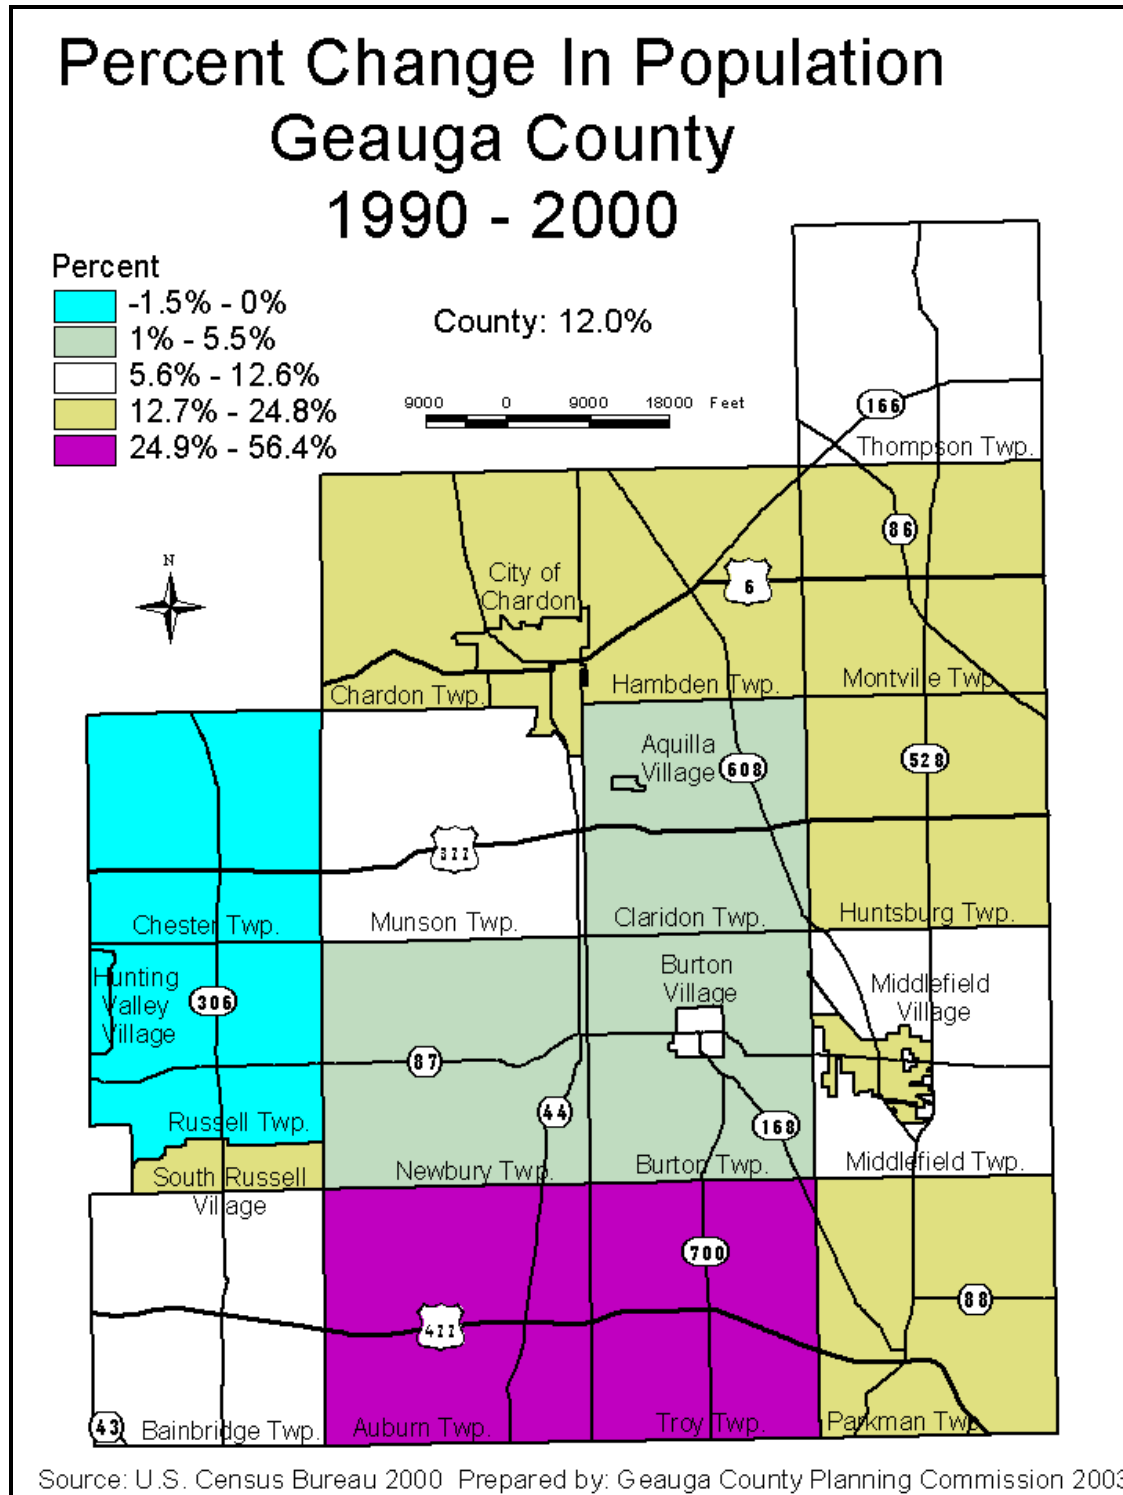 Percent Change In Population
Geauga County
1990 - 2000
Percent
-1.5% - 0%
1% - 5.5%
5.6% - 12.6%
12.7% - 24.8%
24.9% - 56.4%
County: 12.0%
9000 0 9000 18000 Feet
166
Thompson Twp.
86
N
City of
Chardon
6
Chardon Twp.
Hambden Twp.
Montville Twp.
Aquilla
Village
608
528
322
Chester Twp.
Munson Twp.
Claridon Twp.
Huntsburg Twp.
Hunting
Valley
Village
306
Burton
Village
Middlefield
Village
87
44
168
Russell Twp.
South Russell
Village
Newbury Twp.
Burton Twp.
Middlefield Twp.
700
88
422
43
Bainbridge Twp.
Auburn Twp.
Troy Twp.
Parkman Twp.
Source: U.S. Census Bureau 2000 Prepared by: Geauga County Planning Commission 2003